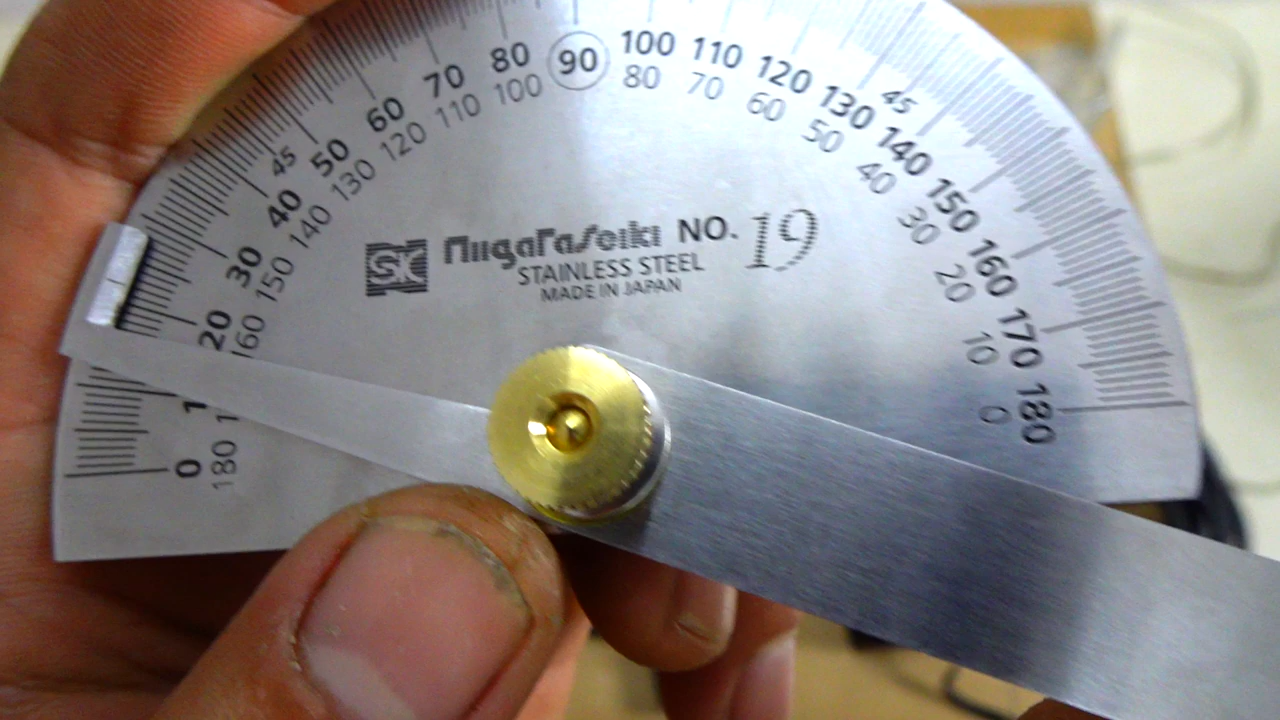 0 10 20 30 40 45 50 60 70 80 90 100 110 120 130 45 140 150 160 170 180
180 160 150 140 130 120 110 100 80 70 60 50 40 30 20 10 0
SK NiigataSeiki NO. 19
STAINLESS STEEL
MADE IN JAPAN